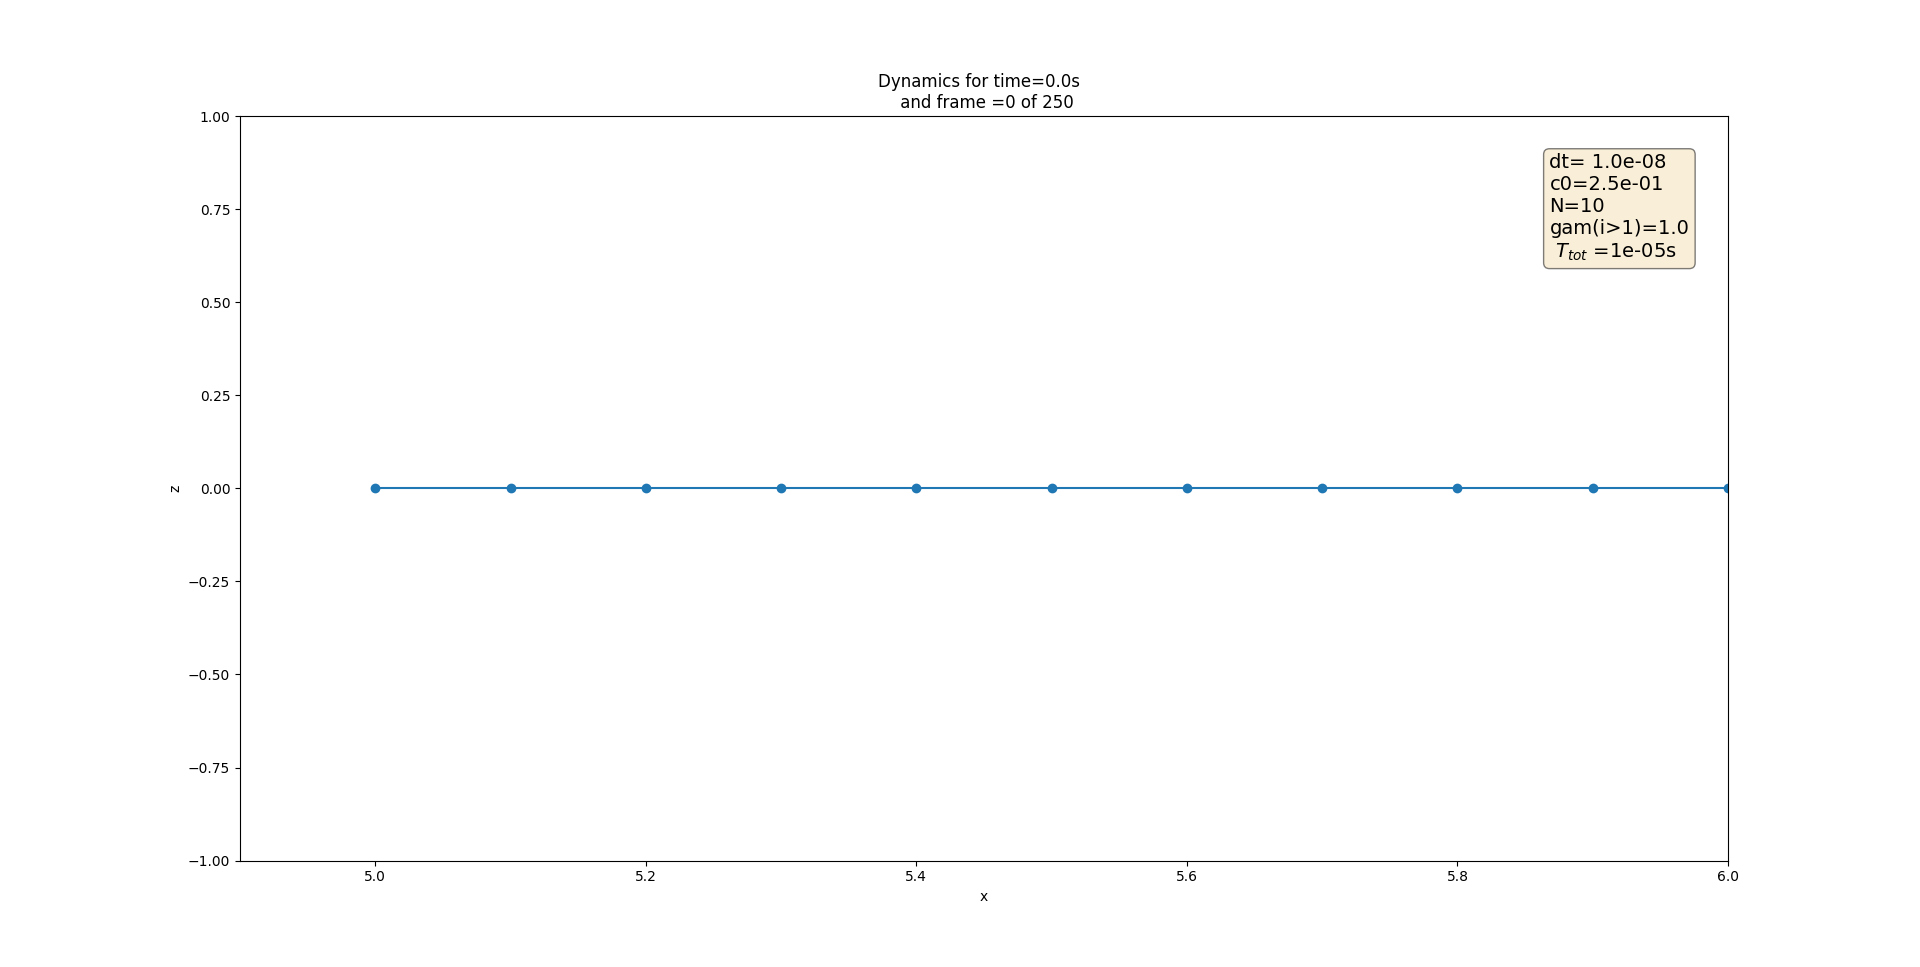 Dynamics for time=0.0s
and frame =0 of 250
1.00
0.75
0.50
0.25
0.00
−0.25
−0.50
−0.75
−1.00
z
dt= 1.0e-08
c0=2.5e-01
N=10
gam(i>1)=1.0
T_tot =1e-05s
5.0 5.2 5.4 5.6 5.8 6.0
x